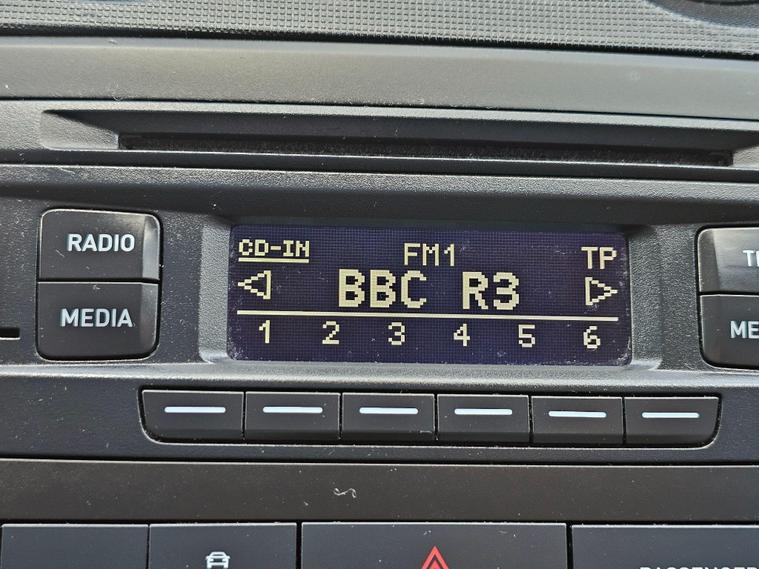 RADIO
MEDIA
CD-IN FM1 TP
BBC R3
1 2 3 4 5 6